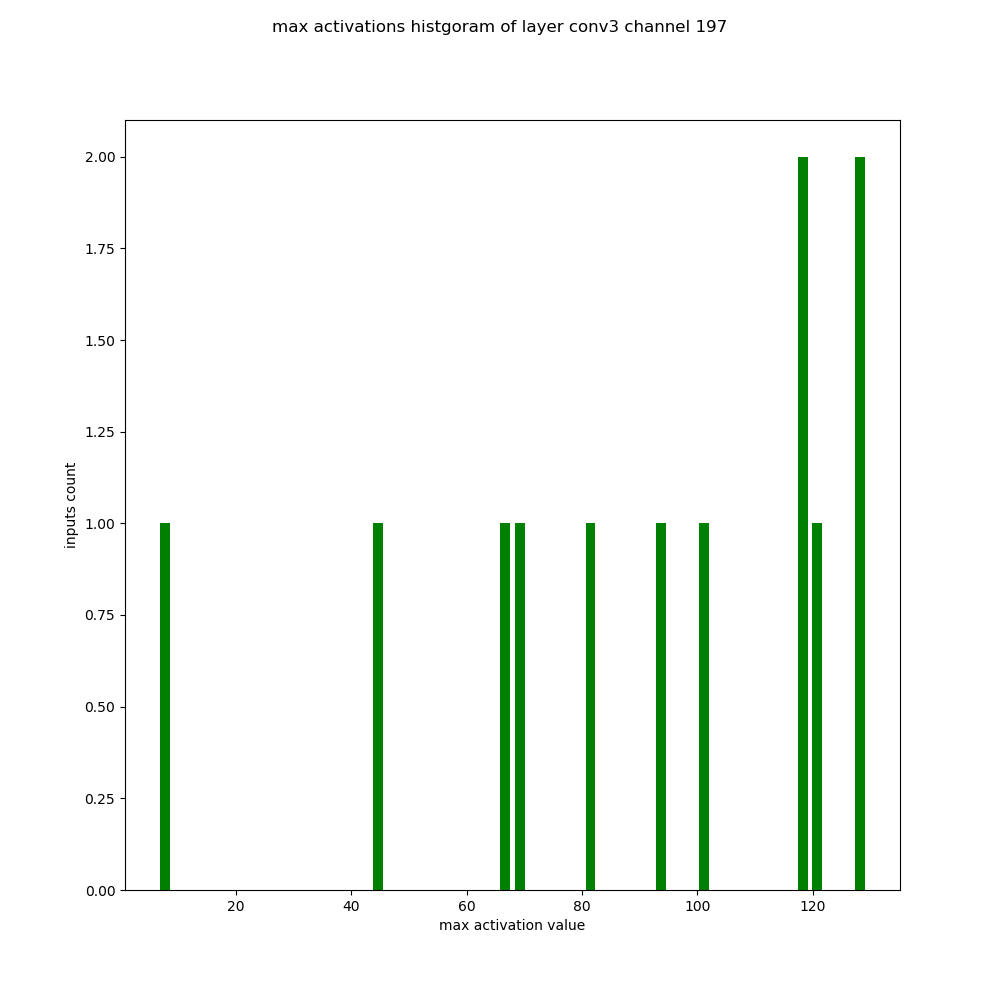 max activations histgoram of layer conv3 channel 197
2.00
1.75
1.50
1.25
1.00
0.75
0.50
0.25
0.00
inputs count
20 40 60 80 100 120
max activation value